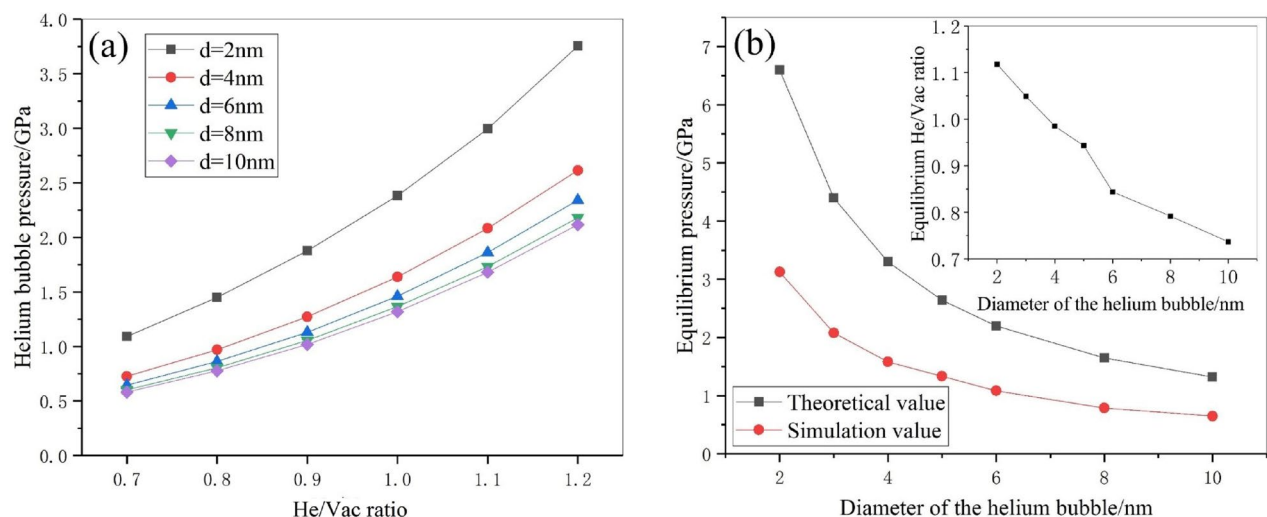 (a)
d=2nm
d=4nm
d=6nm
d=8nm
d=10nm
Helium bubble pressure/GPa
4.0
3.5
3.0
2.5
2.0
1.5
1.0
0.5
0.0
0.7 0.8 0.9 1.0 1.1 1.2
He/Vac ratio
(b)
Equilibrium pressure/GPa
7
6
5
4
3
2
1
0
2 4 6 8 10
Diameter of the helium bubble/nm
Theoretical value
Simulation value
Equilibrium He/Vac ratio
1.2
1.1
1.0
0.9
0.8
0.7
2 4 6 8 10
Diameter of the helium bubble/nm